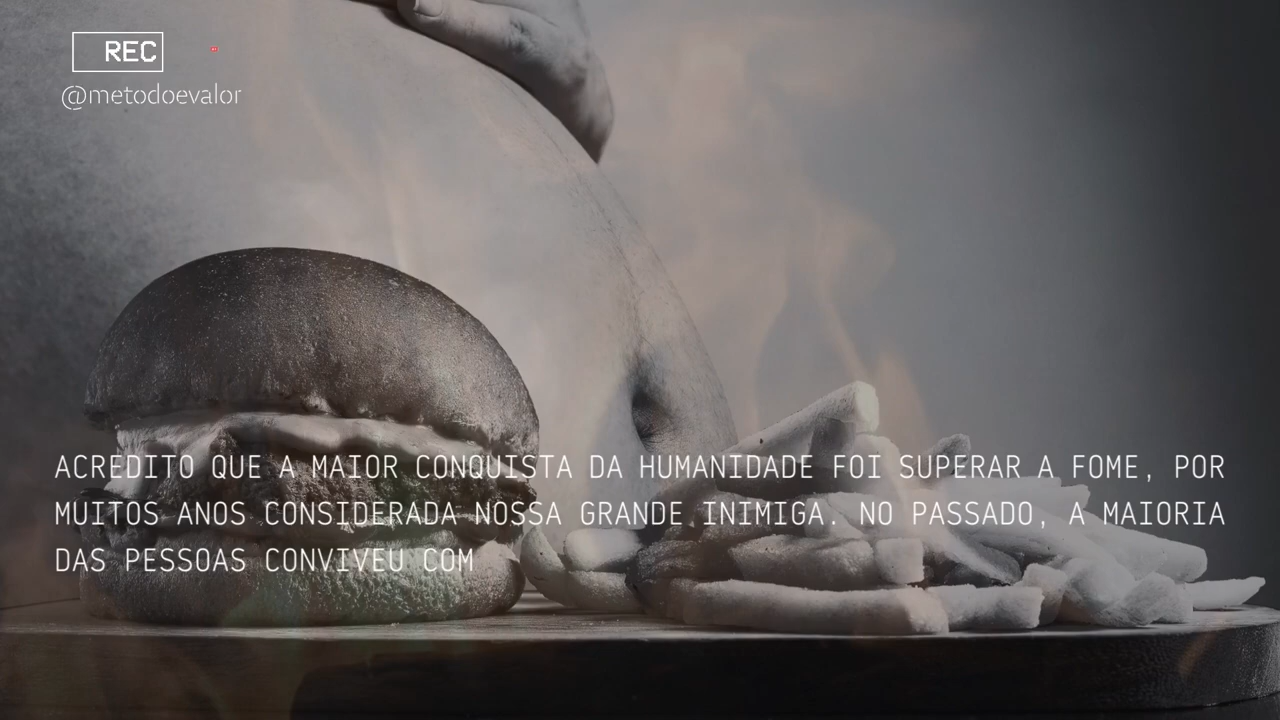 REC
@metodoevalor
ACREDITO QUE A MAIOR CONQUISTA DA HUMANIDADE FOI SUPERAR A FOME, POR
MUITOS ANOS CONSIDERADA NOSSA GRANDE INIMIGA. NO PASSADO, A MAIORIA
DAS PESSOAS CONVIVEU COM